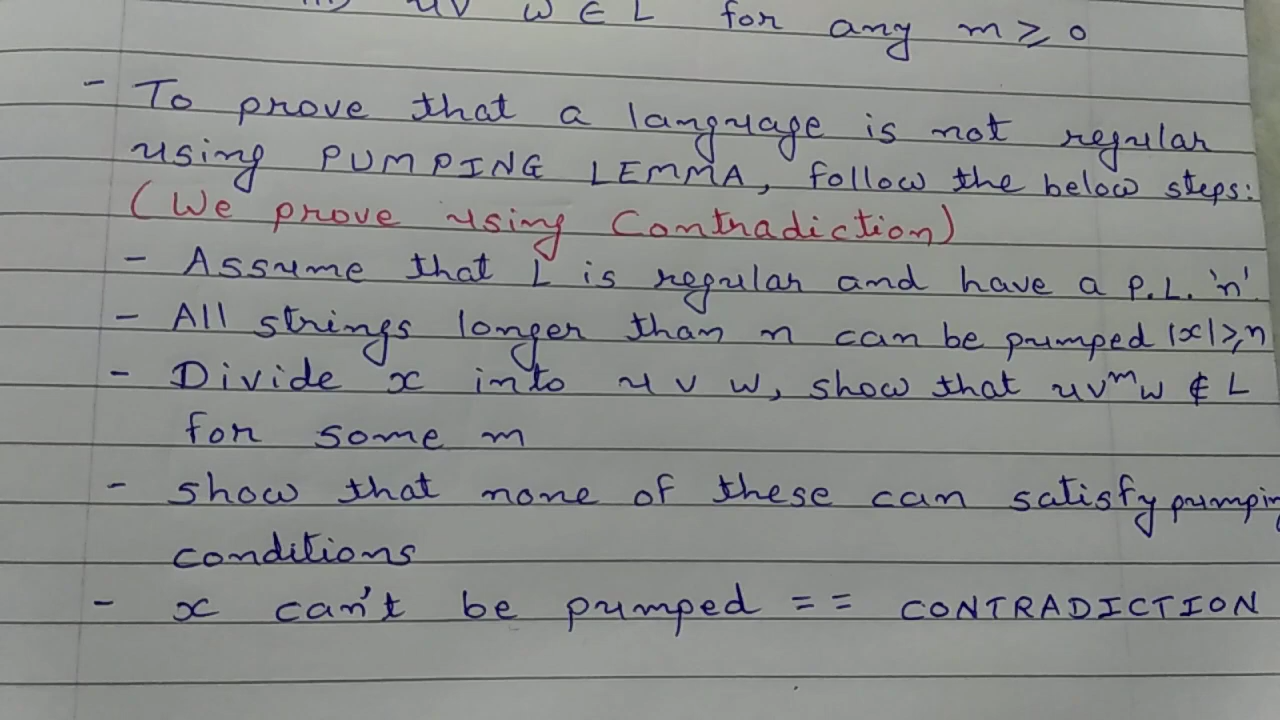 uv w ∈ L for any m ≥ 0
- To prove that a language is not regular
using PUMPING LEMMA, follow the below steps:
(We prove using Contradiction)
- Assume that L is regular and have a P.L. 'n'.
- All strings longer than n can be pumped |x|≥n
- Divide x into u v w, show that uvᵐw ∉ L
for some m
- show that none of these can satisfy pumpin
conditions
- x can't be pumped == CONTRADICTION